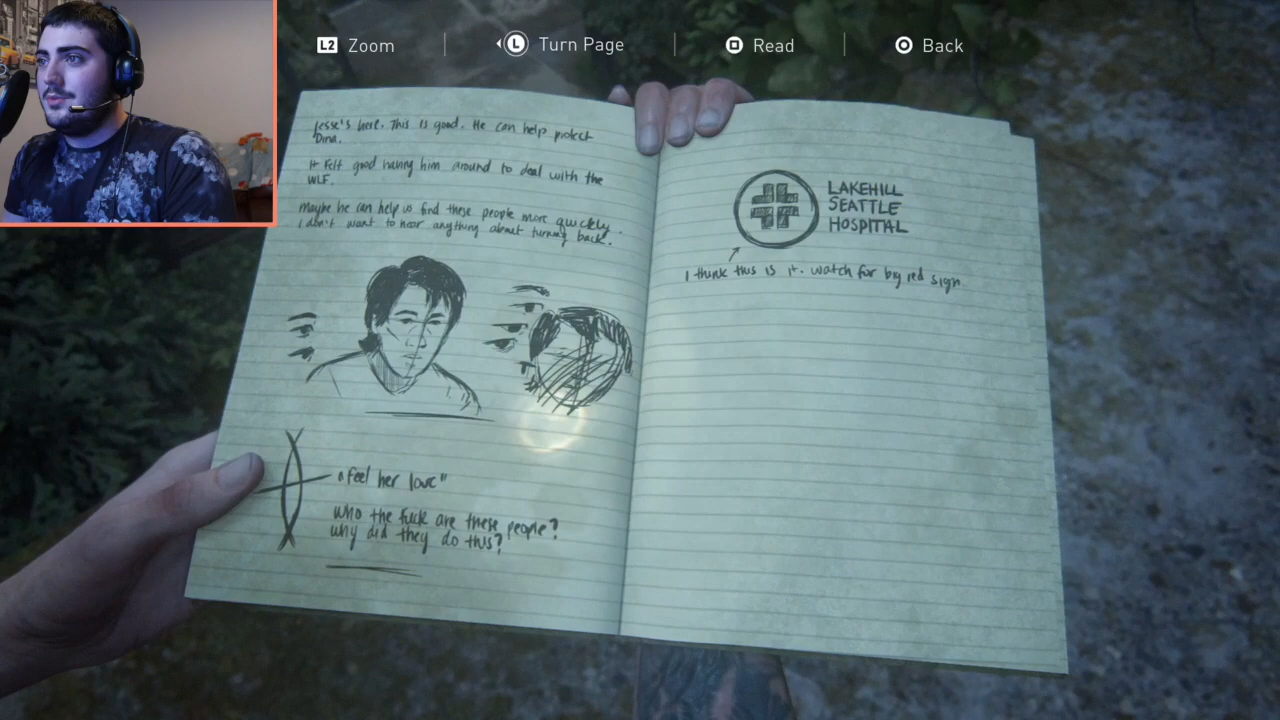 L2 Zoom
L Turn Page
Read
Back
Jesse's here. This is good. He can help protect
Dina.
It felt good having him around to deal with the
WLF.
Maybe he can help us find these people more quickly.
I don't want to hear anything about turning back.
"feel her love"
Who the fuck are these people?
Why did they do this?
LAKEHILL
SEATTLE
HOSPITAL
I think this is it. Watch for big red sign.